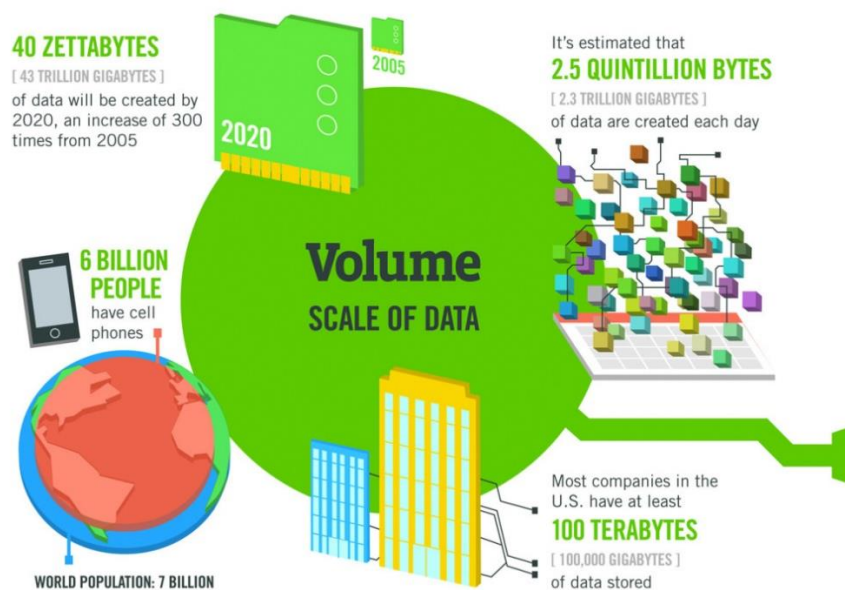 40 ZETTABYTES
[ 43 TRILLION GIGABYTES ]
of data will be created by
2020, an increase of 300
times from 2005
2020
2005
It's estimated that
2.5 QUINTILLION BYTES
[ 2.3 TRILLION GIGABYTES ]
of data are created each day
6 BILLION
PEOPLE
have cell
phones
WORLD POPULATION: 7 BILLION
Volume
SCALE OF DATA
Most companies in the
U.S. have at least
100 TERABYTES
[ 100,000 GIGABYTES ]
of data stored